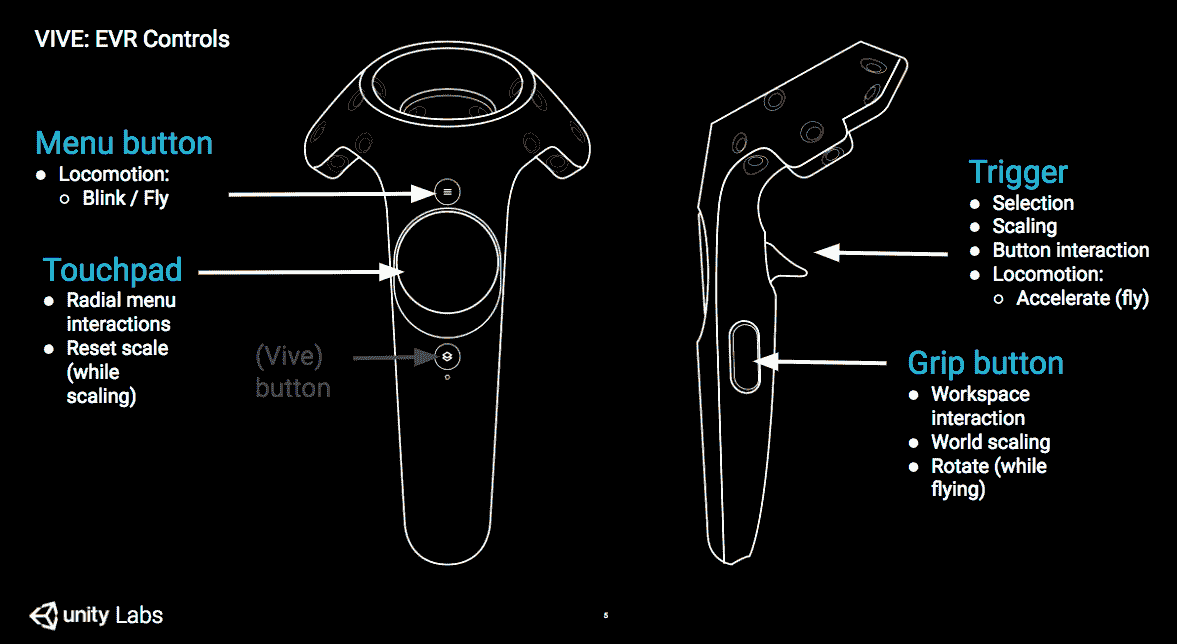 VIVE: EVR Controls
Menu button
● Locomotion:
○ Blink / Fly
Touchpad
● Radial menu
interactions
● Reset scale
(while
scaling)
(Vive)
button
Trigger
● Selection
● Scaling
● Button interaction
● Locomotion:
○ Accelerate (fly)
Grip button
● Workspace
interaction
● World scaling
● Rotate (while
flying)
unity Labs
5